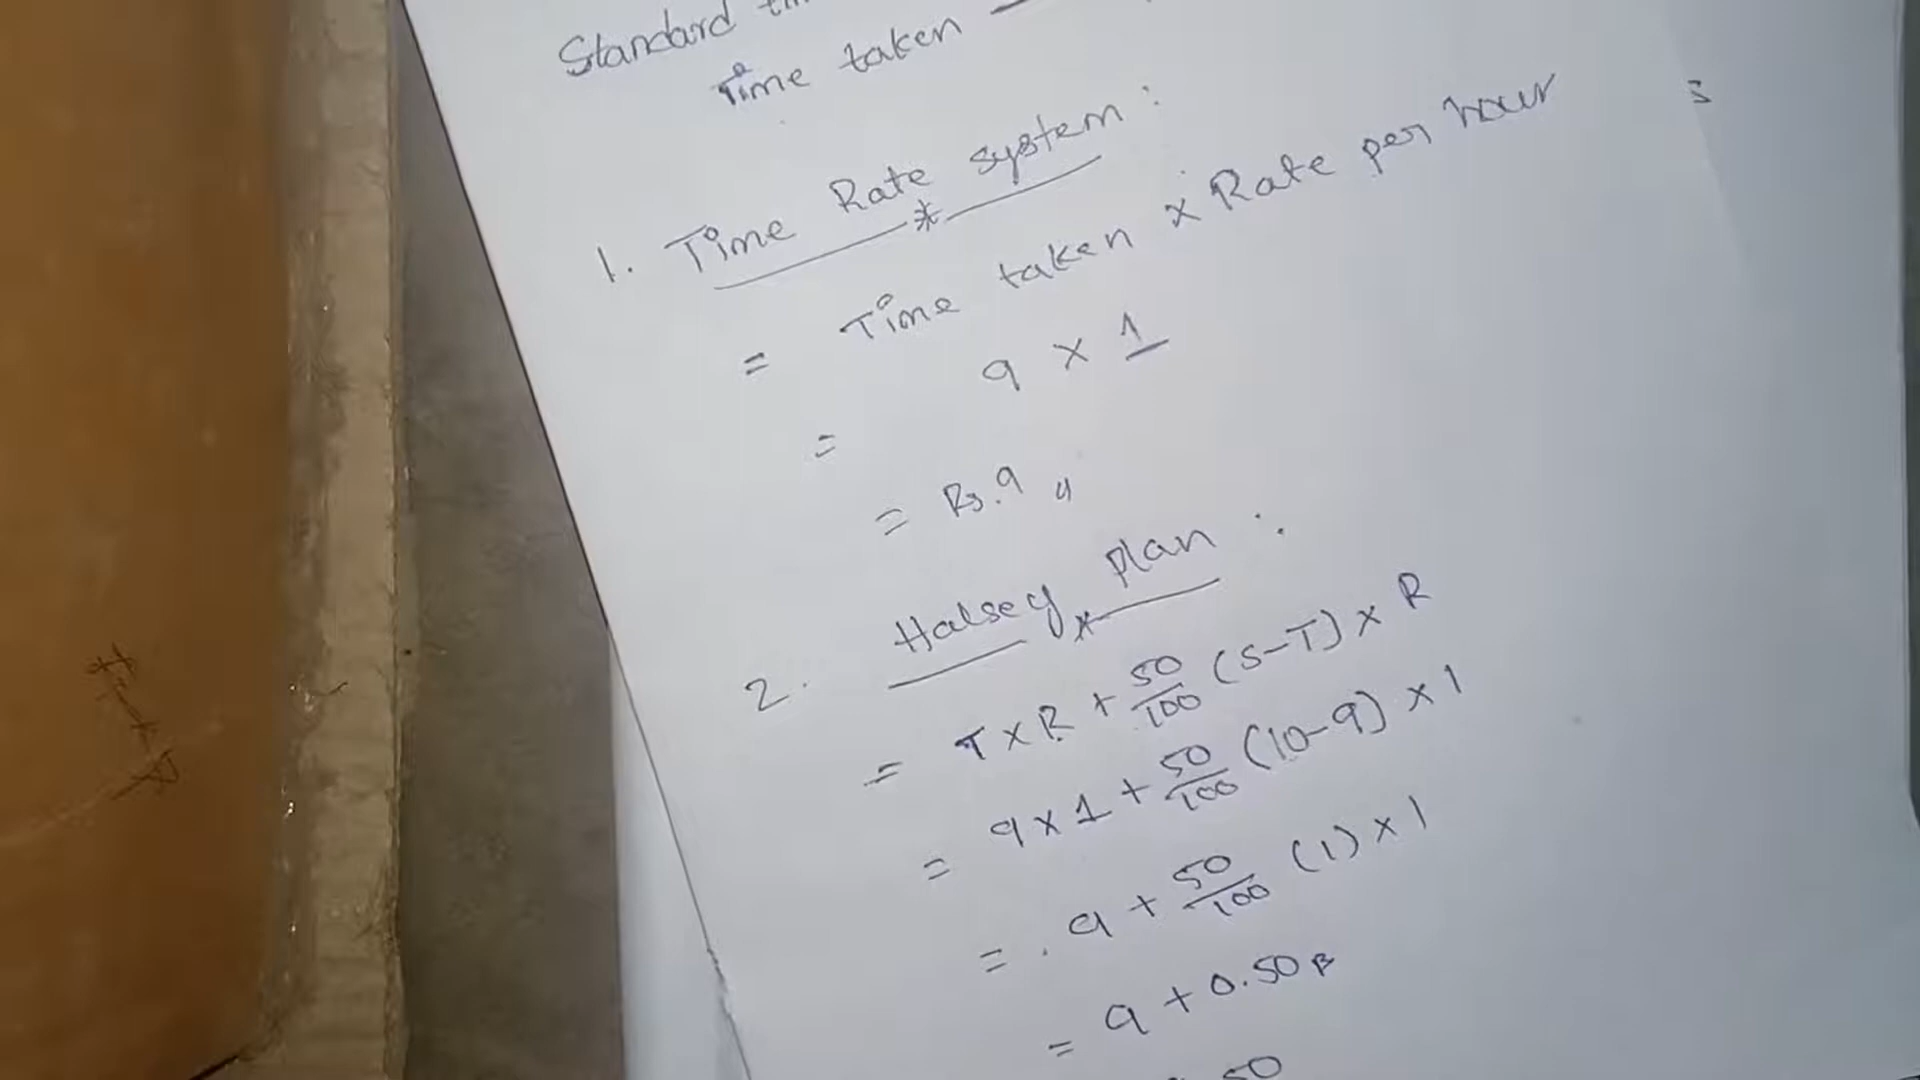 Standard
Time taken
1. Time Rate system :
= Time taken × Rate per hour
= 9 × 1
= Rs. 9
2. Halsey plan :
= T × R + 50/100 (S-T) × R
= 9 × 1 + 50/100 (10-9) × 1
= 9 + 50/100 (1) × 1
= 9 + 0.50
50